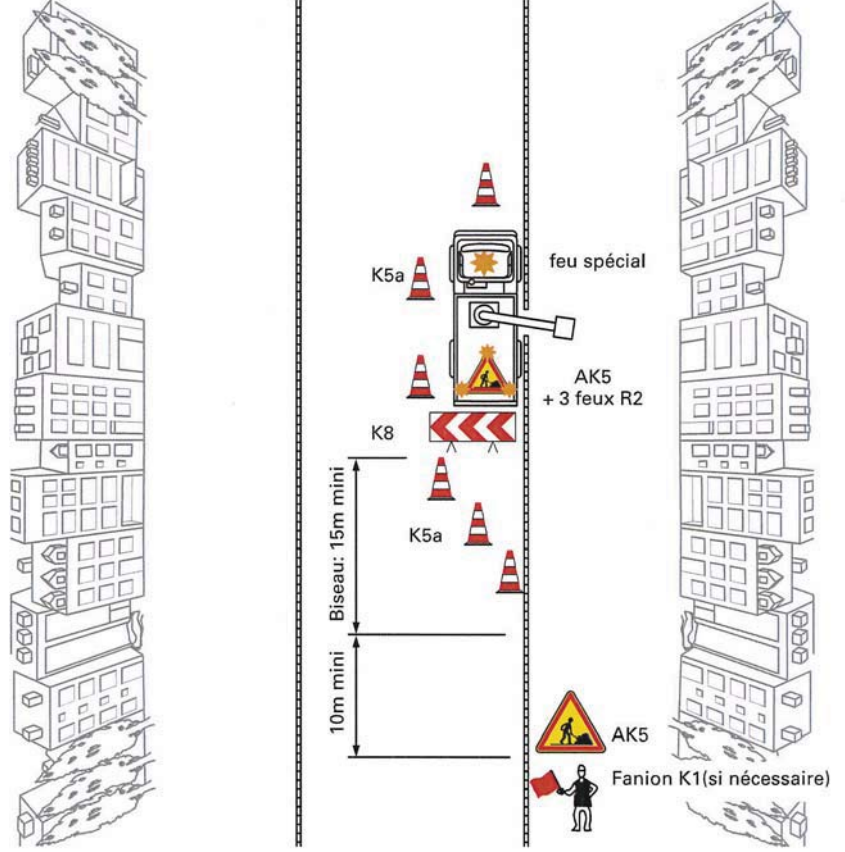 feu spécial
K5a
AK5
+ 3 feux R2
K8
Biseau: 15m mini
K5a
10m mini
AK5
Fanion K1(si nécessaire)